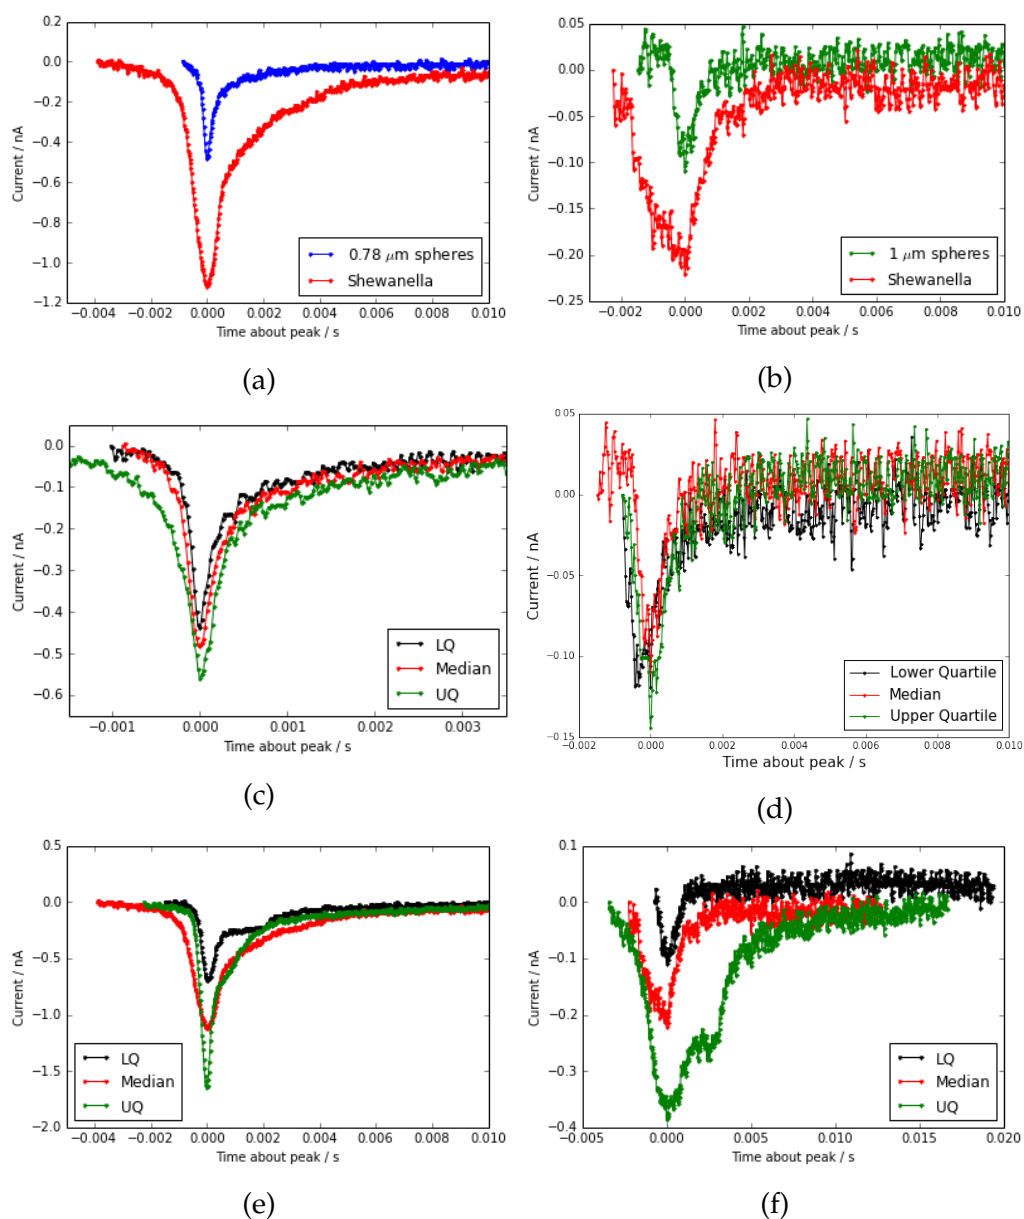 0.2
0.0
−0.2
−0.4
−0.6
−0.8
−1.0
−1.2
Current / nA
0.78 μm spheres
Shewanella
−0.004 −0.002 0.000 0.002 0.004 0.006 0.008 0.010
Time about peak / s
(a)
0.05
0.00
−0.05
−0.10
−0.15
−0.20
−0.25
Current / nA
1 μm spheres
Shewanella
−0.002 0.000 0.002 0.004 0.006 0.008 0.010
Time about peak / s
(b)
0.0
−0.1
−0.2
−0.3
−0.4
−0.5
−0.6
Current / nA
LQ
Median
UQ
−0.001 0.000 0.001 0.002 0.003
Time about peak / s
(c)
0.05
0.00
−0.05
−0.10
−0.15
Current / nA
Lower Quartile
Median
Upper Quartile
−0.002 0.000 0.002 0.004 0.006 0.008 0.010
Time about peak / s
(d)
0.5
0.0
−0.5
−1.0
−1.5
−2.0
Current / nA
LQ
Median
UQ
−0.004 −0.002 0.000 0.002 0.004 0.006 0.008 0.010
Time about peak / s
(e)
0.1
0.0
−0.1
−0.2
−0.3
−0.4
Current / nA
LQ
Median
UQ
−0.005 0.000 0.005 0.010 0.015 0.020
Time about peak / s
(f)